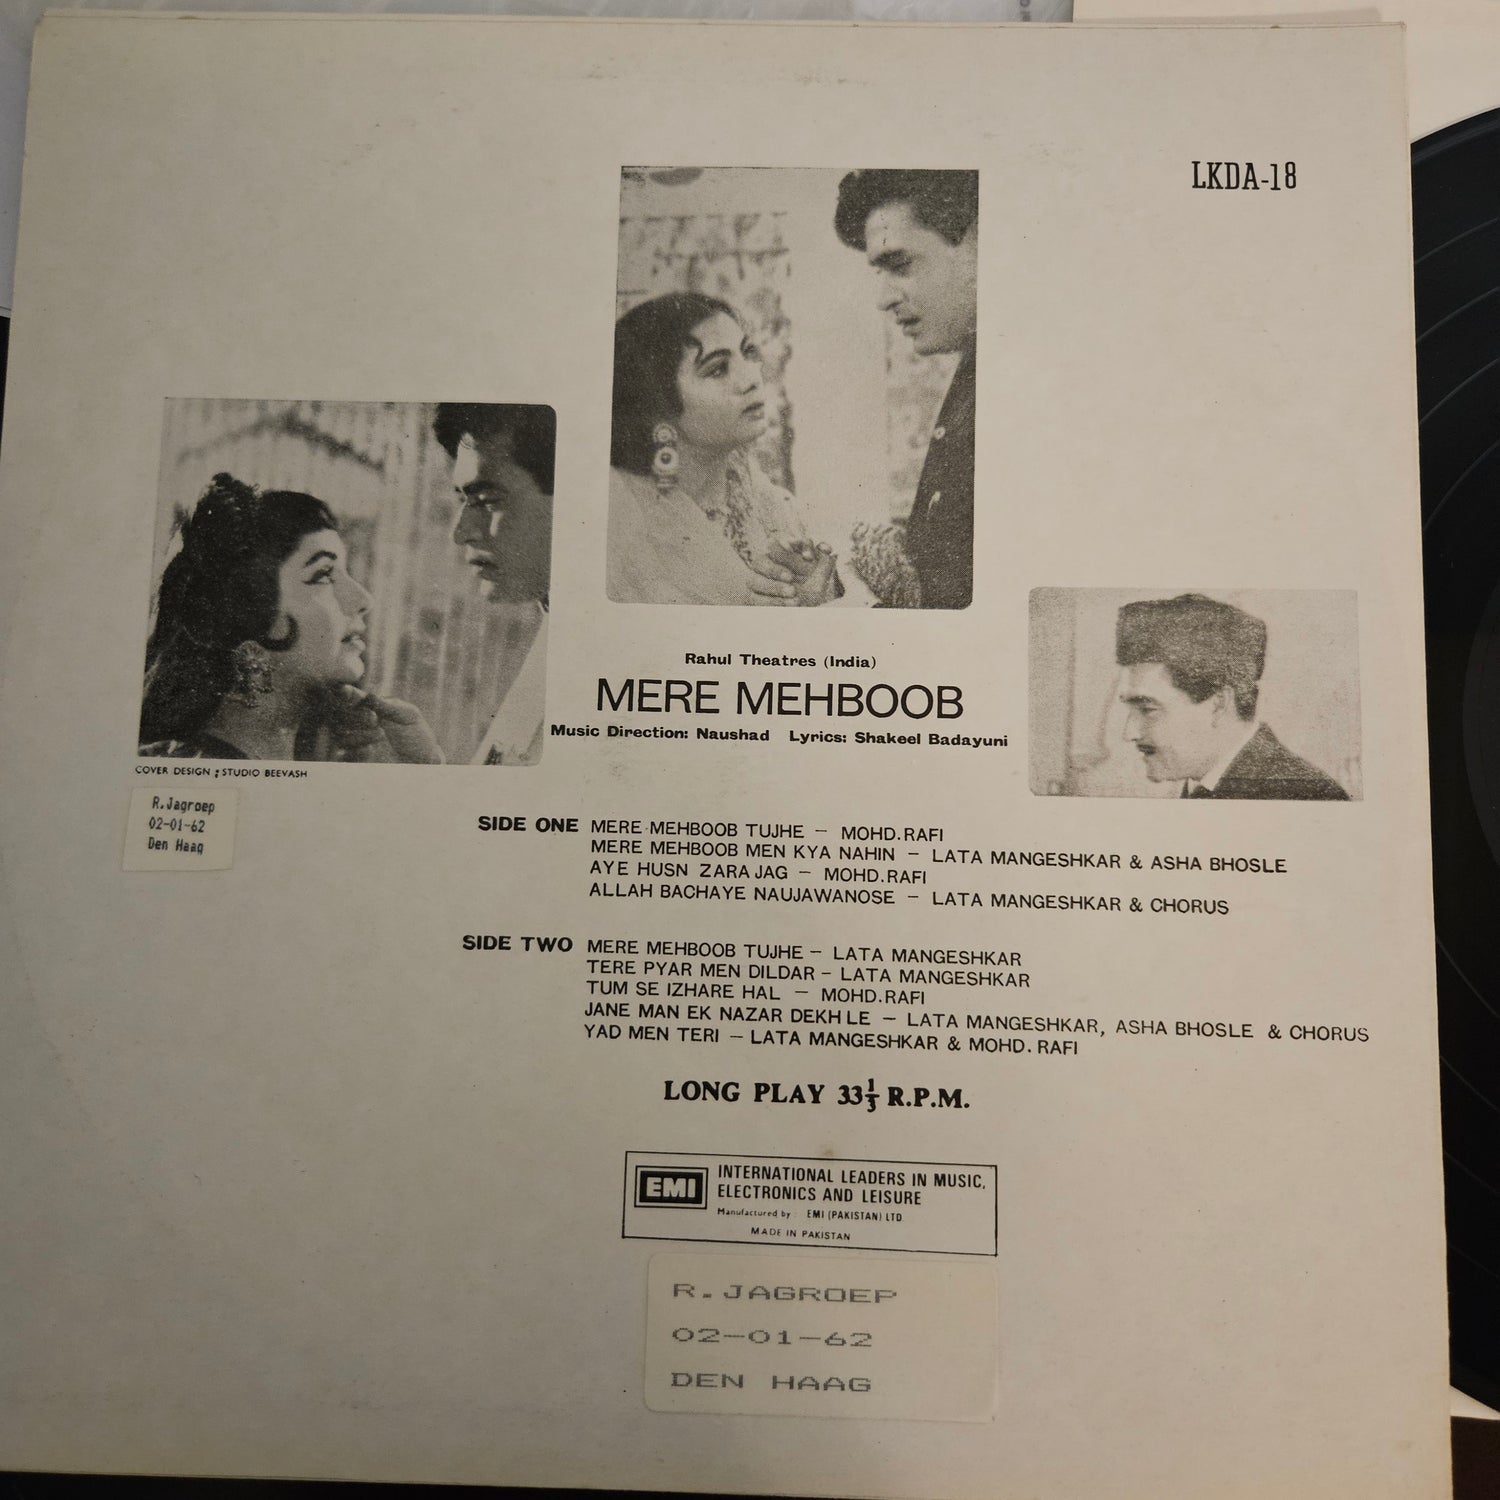 LKDA-18
Rahul Theatres (India)
MERE MEHBOOB
Music Direction: Naushad Lyrics: Shakeel Badayuni
COVER DESIGN ; STUDIO BEEVASH
R.Jagroep
02-01-62
Den Haag
SIDE ONE MERE MEHBOOB TUJHE — MOHD.RAFI
MERE MEHBOOB MEN KYA NAHIN — LATA MANGESHKAR & ASHA BHOSLE
AYE HUSN ZARA JAG — MOHD.RAFI
ALLAH BACHAYE NAUJAWANOSE — LATA MANGESHKAR & CHORUS
SIDE TWO MERE MEHBOOB TUJHE — LATA MANGESHKAR
TERE PYAR MEN DILDAR — LATA MANGESHKAR
TUM SE IZHARE HAL — MOHD.RAFI
JANE MAN EK NAZAR DEKH LE — LATA MANGESHKAR, ASHA BHOSLE & CHORUS
YAD MEN TERI — LATA MANGESHKAR & MOHD. RAFI
LONG PLAY 33⅓ R.P.M.
EMI INTERNATIONAL LEADERS IN MUSIC,
ELECTRONICS AND LEISURE
Manufactured by : EMI (PAKISTAN) LTD
MADE IN PAKISTAN
R.JAGROEP
02-01-62
DEN HAAG